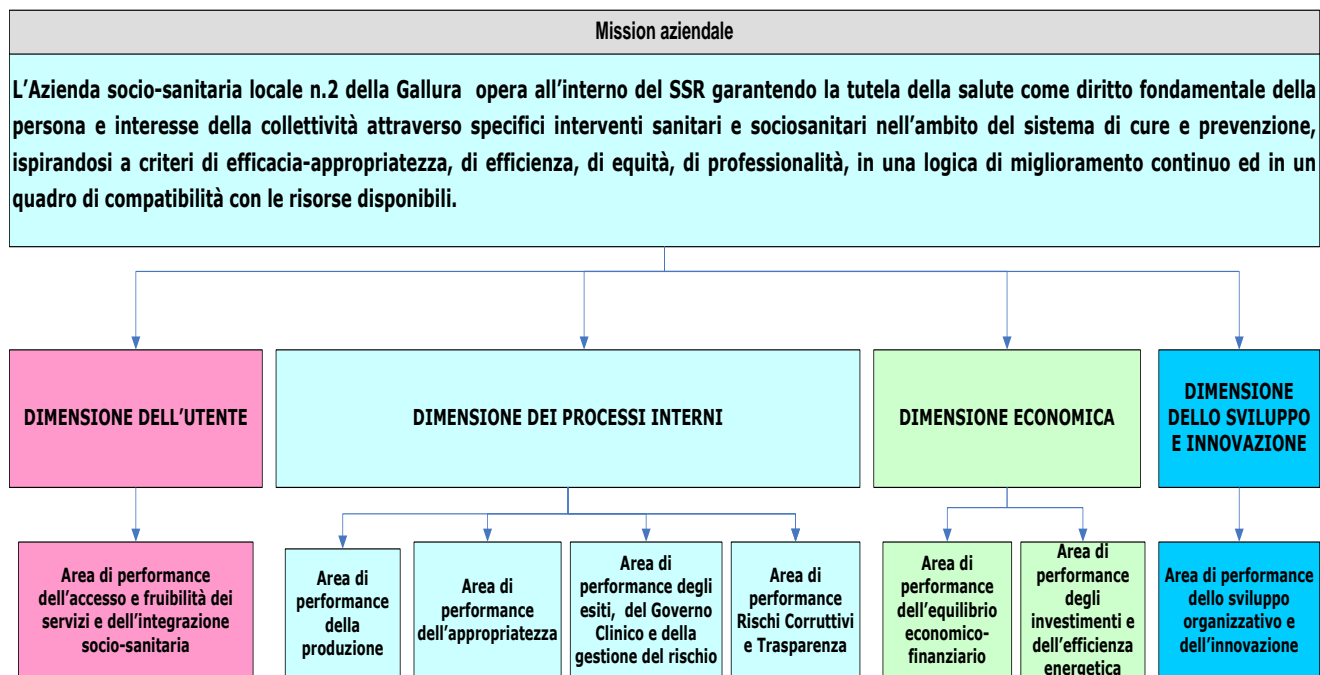 Mission aziendale
L’Azienda socio-sanitaria locale n.2 della Gallura opera all’interno del SSR garantendo la tutela della salute come diritto fondamentale della
persona e interesse della collettività attraverso specifici interventi sanitari e sociosanitari nell’ambito del sistema di cure e prevenzione,
ispirandosi a criteri di efficacia-appropriatezza, di efficienza, di equità, di professionalità, in una logica di miglioramento continuo ed in un
quadro di compatibilità con le risorse disponibili.
DIMENSIONE DELL’UTENTE
DIMENSIONE DEI PROCESSI INTERNI
DIMENSIONE ECONOMICA
DIMENSIONE
DELLO SVILUPPO
E INNOVAZIONE
Area di performance
dell’accesso e fruibilità dei
servizi e dell’integrazione
socio-sanitaria
Area di
performance
della
produzione
Area di
performance
dell’appropriatezza
Area di
performance degli
esiti, del Governo
Clinico e della
gestione del rischio
Area di
performance
Rischi Corruttivi
e Trasparenza
Area di
performance
dell’equilibrio
economico-
finanziario
Area di
performance
degli
investimenti e
dell’efficienza
energetica
Area di performance
dello sviluppo
organizzativo e
dell’innovazione